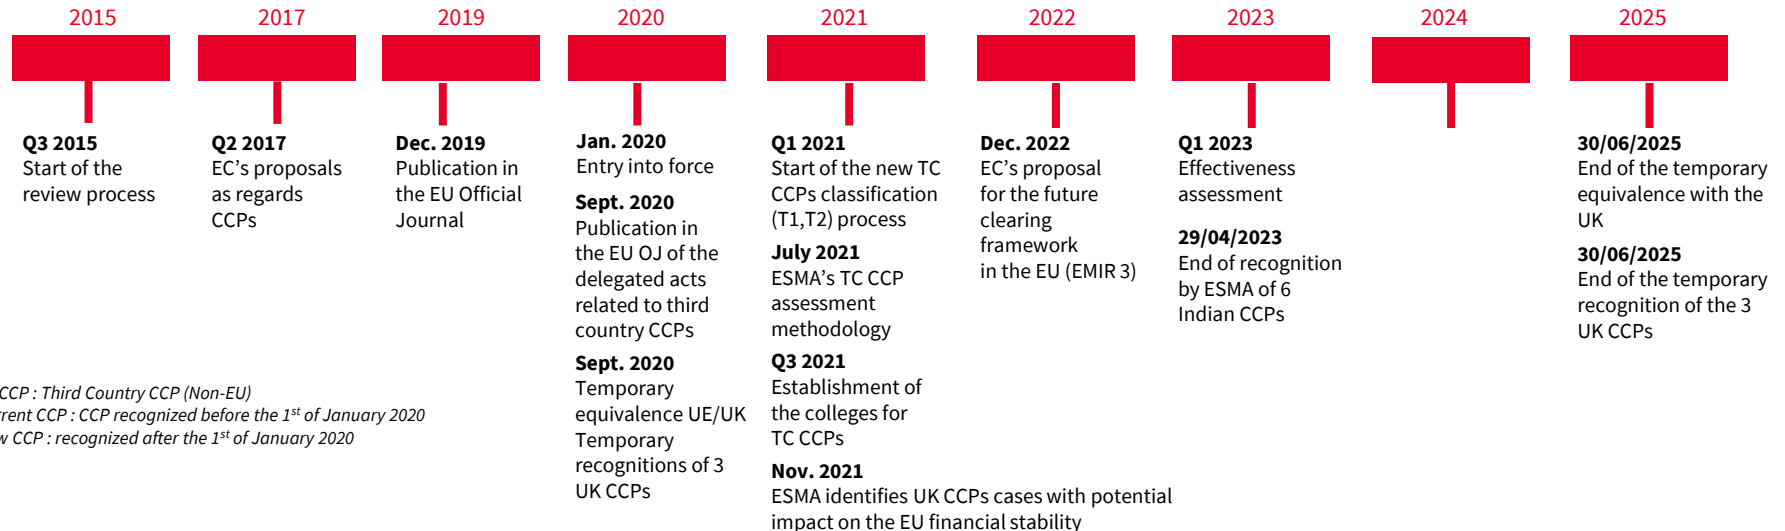 2015
2017
2019
2020
2021
2022
2023
2024
2025
Q3 2015
Start of the
review process
Q2 2017
EC's proposals
as regards
CCPs
Dec. 2019
Publication in
the EU Official
Journal
Jan. 2020
Entry into force
Sept. 2020
Publication in
the EU OJ of the
delegated acts
related to third
country CCPs
Sept. 2020
Temporary
equivalence UE/UK
Temporary
recognitions of 3
UK CCPs
Q1 2021
Start of the new TC
CCPs classification
(T1,T2) process
July 2021
ESMA's TC CCP
assessment
methodology
Q3 2021
Establishment of
the colleges for
TC CCPs
Nov. 2021
ESMA identifies UK CCPs cases with potential
impact on the EU financial stability
Dec. 2022
EC's proposal
for the future
clearing
framework
in the EU (EMIR 3)
Q1 2023
Effectiveness
assessment
29/04/2023
End of recognition
by ESMA of 6
Indian CCPs
30/06/2025
End of the temporary
equivalence with the
UK
30/06/2025
End of the temporary
recognition of the 3
UK CCPs
CCP : Third Country CCP (Non-EU)
rrent CCP : CCP recognized before the 1st of January 2020
w CCP : recognized after the 1st of January 2020